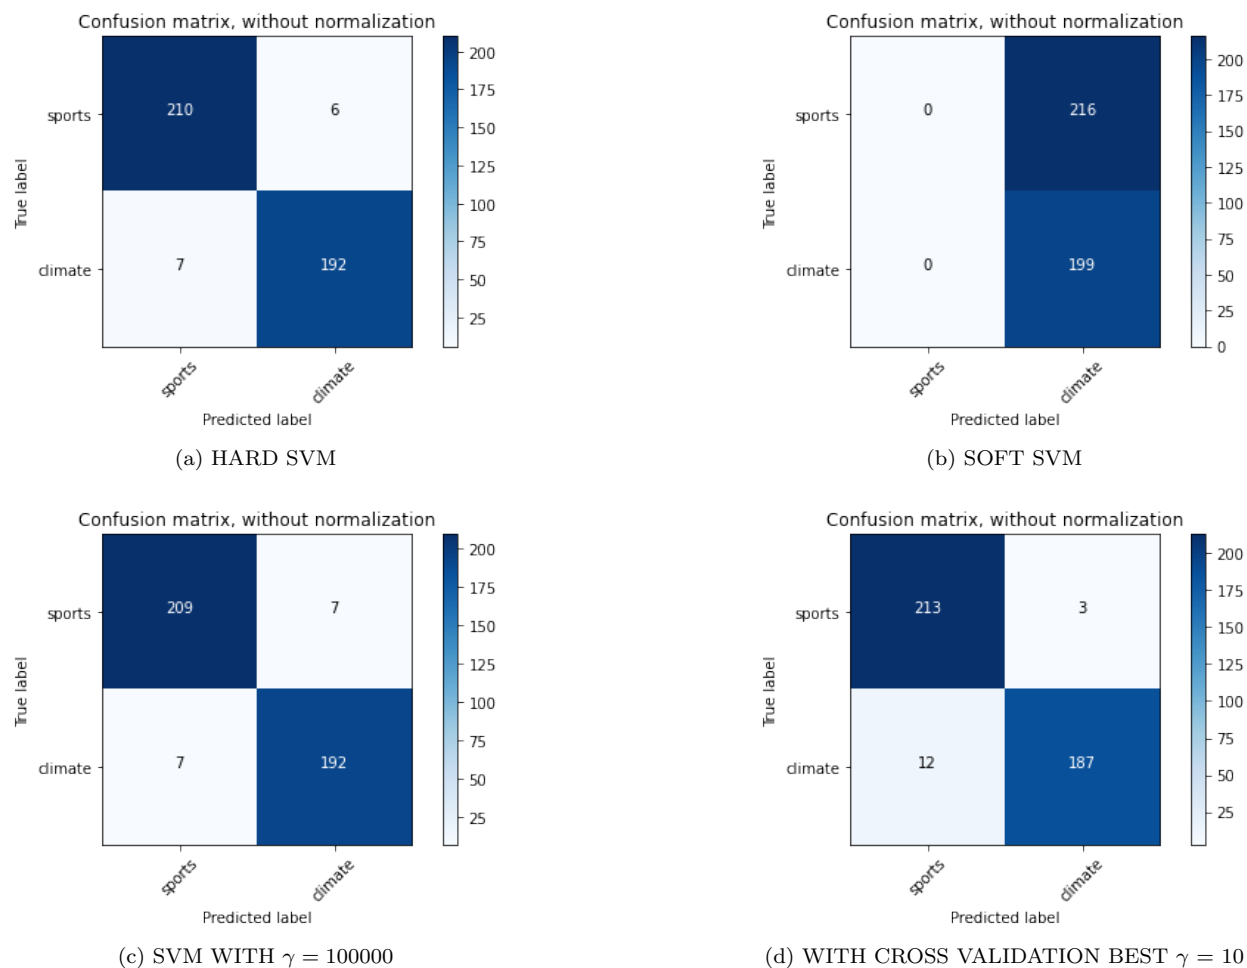 Confusion matrix, without normalization
sports
climate
True label
210
6
7
192
sports
climate
Predicted label
200
175
150
125
100
75
50
25
(a) HARD SVM
Confusion matrix, without normalization
sports
climate
True label
0
216
0
199
sports
climate
Predicted label
200
175
150
125
100
75
50
25
0
(b) SOFT SVM
Confusion matrix, without normalization
sports
climate
True label
209
7
7
192
sports
climate
Predicted label
200
175
150
125
100
75
50
25
(c) SVM WITH γ = 100000
Confusion matrix, without normalization
sports
climate
True label
213
3
12
187
sports
climate
Predicted label
200
175
150
125
100
75
50
25
(d) WITH CROSS VALIDATION BEST γ = 10